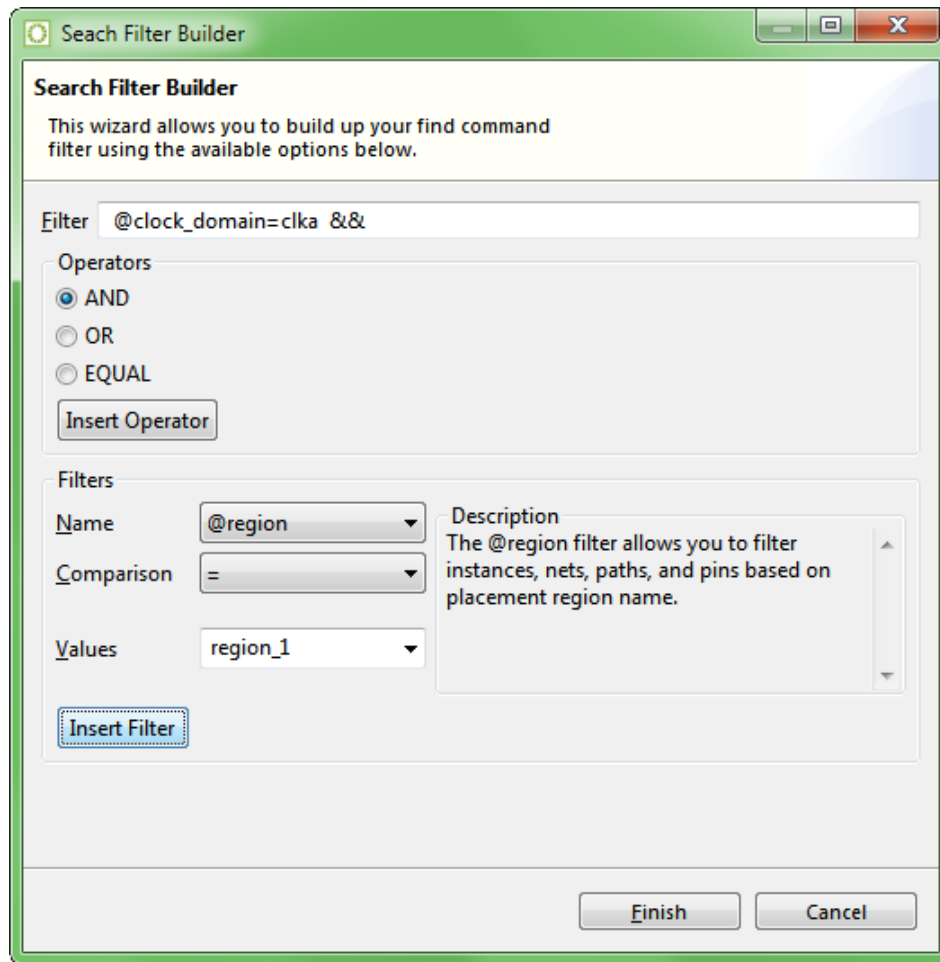 Seach Filter Builder
Search Filter Builder
This wizard allows you to build up your find command
filter using the available options below.
Filter @clock_domain=clka &&
Operators
AND
OR
EQUAL
Insert Operator
Filters
Name @region
Comparison =
Values region_1
Description
The @region filter allows you to filter
instances, nets, paths, and pins based on
placement region name.
Insert Filter
Finish Cancel